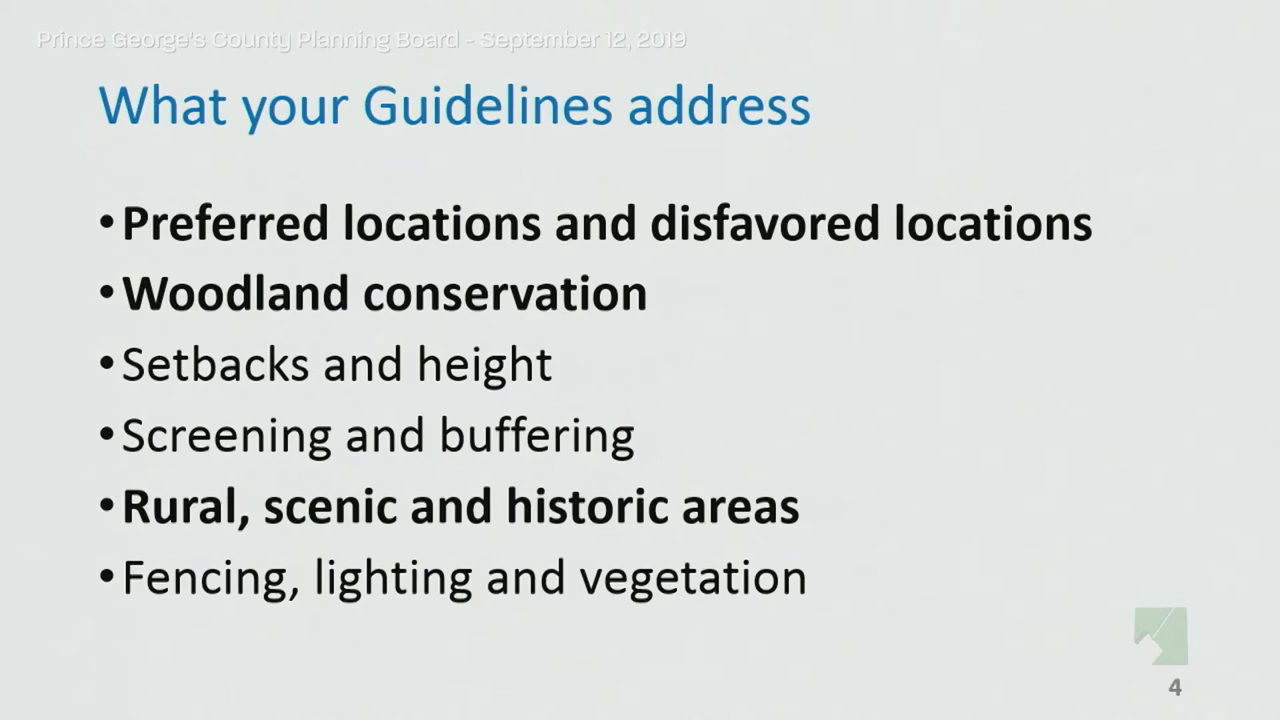 Prince George's County Planning Board - September 12, 2019
What your Guidelines address
• Preferred locations and disfavored locations
• Woodland conservation
• Setbacks and height
• Screening and buffering
• Rural, scenic and historic areas
• Fencing, lighting and vegetation
4